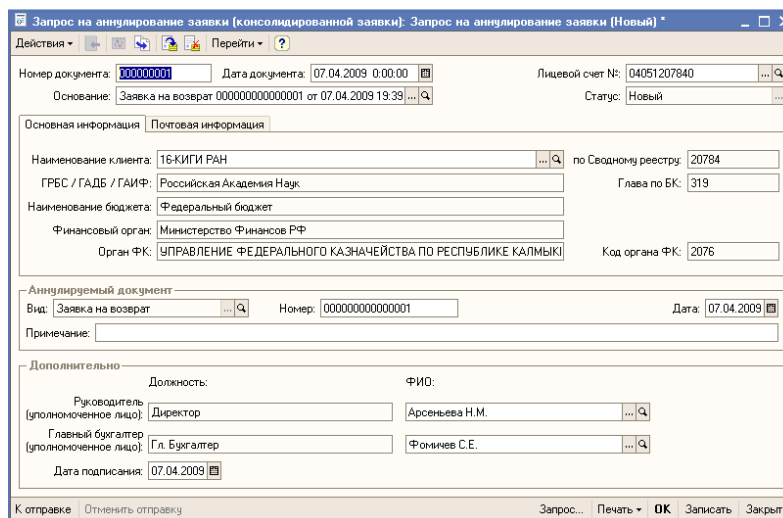 Запрос на аннулирование заявки (консолидированной заявки): Запрос на аннулирование заявки (Новый) *
Действия Перейти ?
Номер документа: 000000001 Дата документа: 07.04.2009 0:00:00 Лицевой счет №: 04051207840 ...
Основание: Заявка на возврат 000000000000001 от 07.04.2009 19:39 ... Статус: Новый ...
Основная информация Почтовая информация
Наименование клиента: 16-КИГИ РАН ... по Сводному реестру: 20784
ГРБС / ГАДБ / ГАИФ: Российская Академия Наук Глава по БК: 319
Наименование бюджета: Федеральный бюджет
Финансовый орган: Министерство Финансов РФ
Орган ФК: УПРАВЛЕНИЕ ФЕДЕРАЛЬНОГО КАЗНАЧЕЙСТВА ПО РЕСПУБЛИКЕ КАЛМЫКИ Код органа ФК: 2076
Аннулируемый документ
Вид: Заявка на возврат ... Номер: 000000000000001 Дата: 07.04.2009
Примечание:
Дополнительно
Должность: ФИО:
Руководитель
(уполномоченное лицо): Директор Арсеньева Н.М. ...
Главный бухгалтер
(уполномоченное лицо): Гл. Бухгалтер Фомичев С.Е. ...
Дата подписания: 07.04.2009
К отправке Отменить отправку Запрос... Печать OK Записать Закрыт